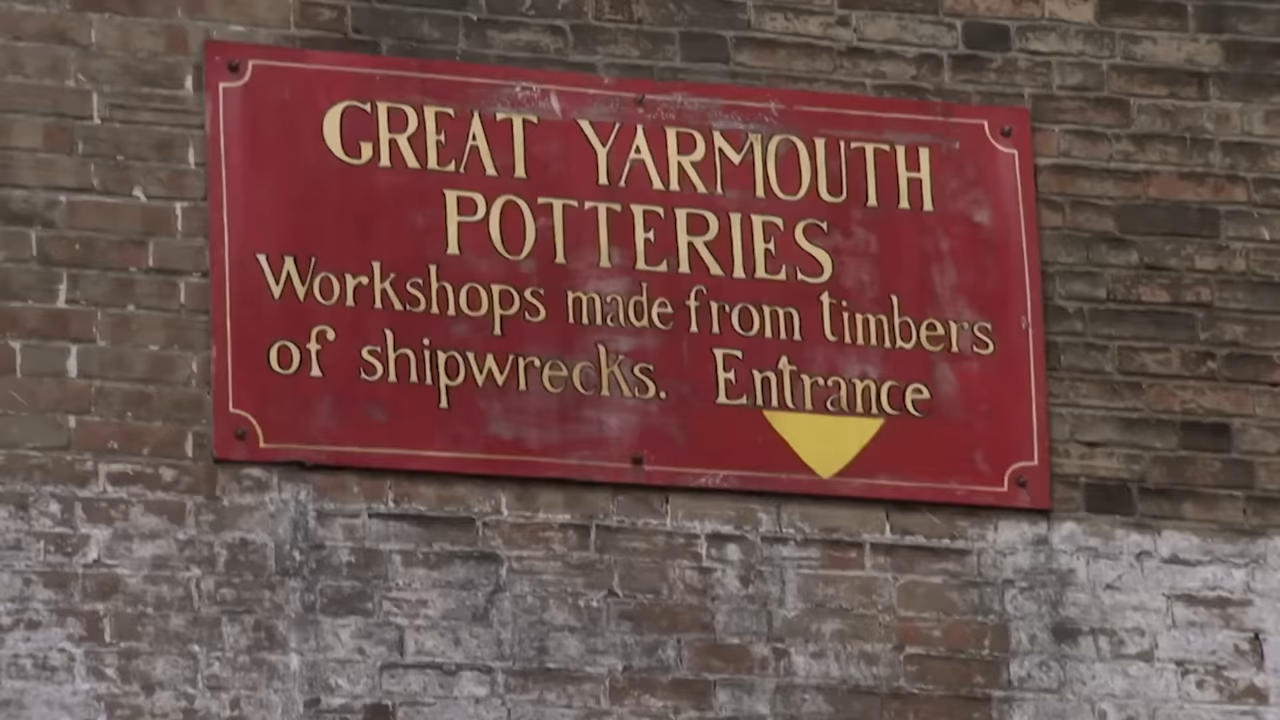 GREAT YARMOUTH
POTTERIES
Workshops made from timbers
of shipwrecks. Entrance